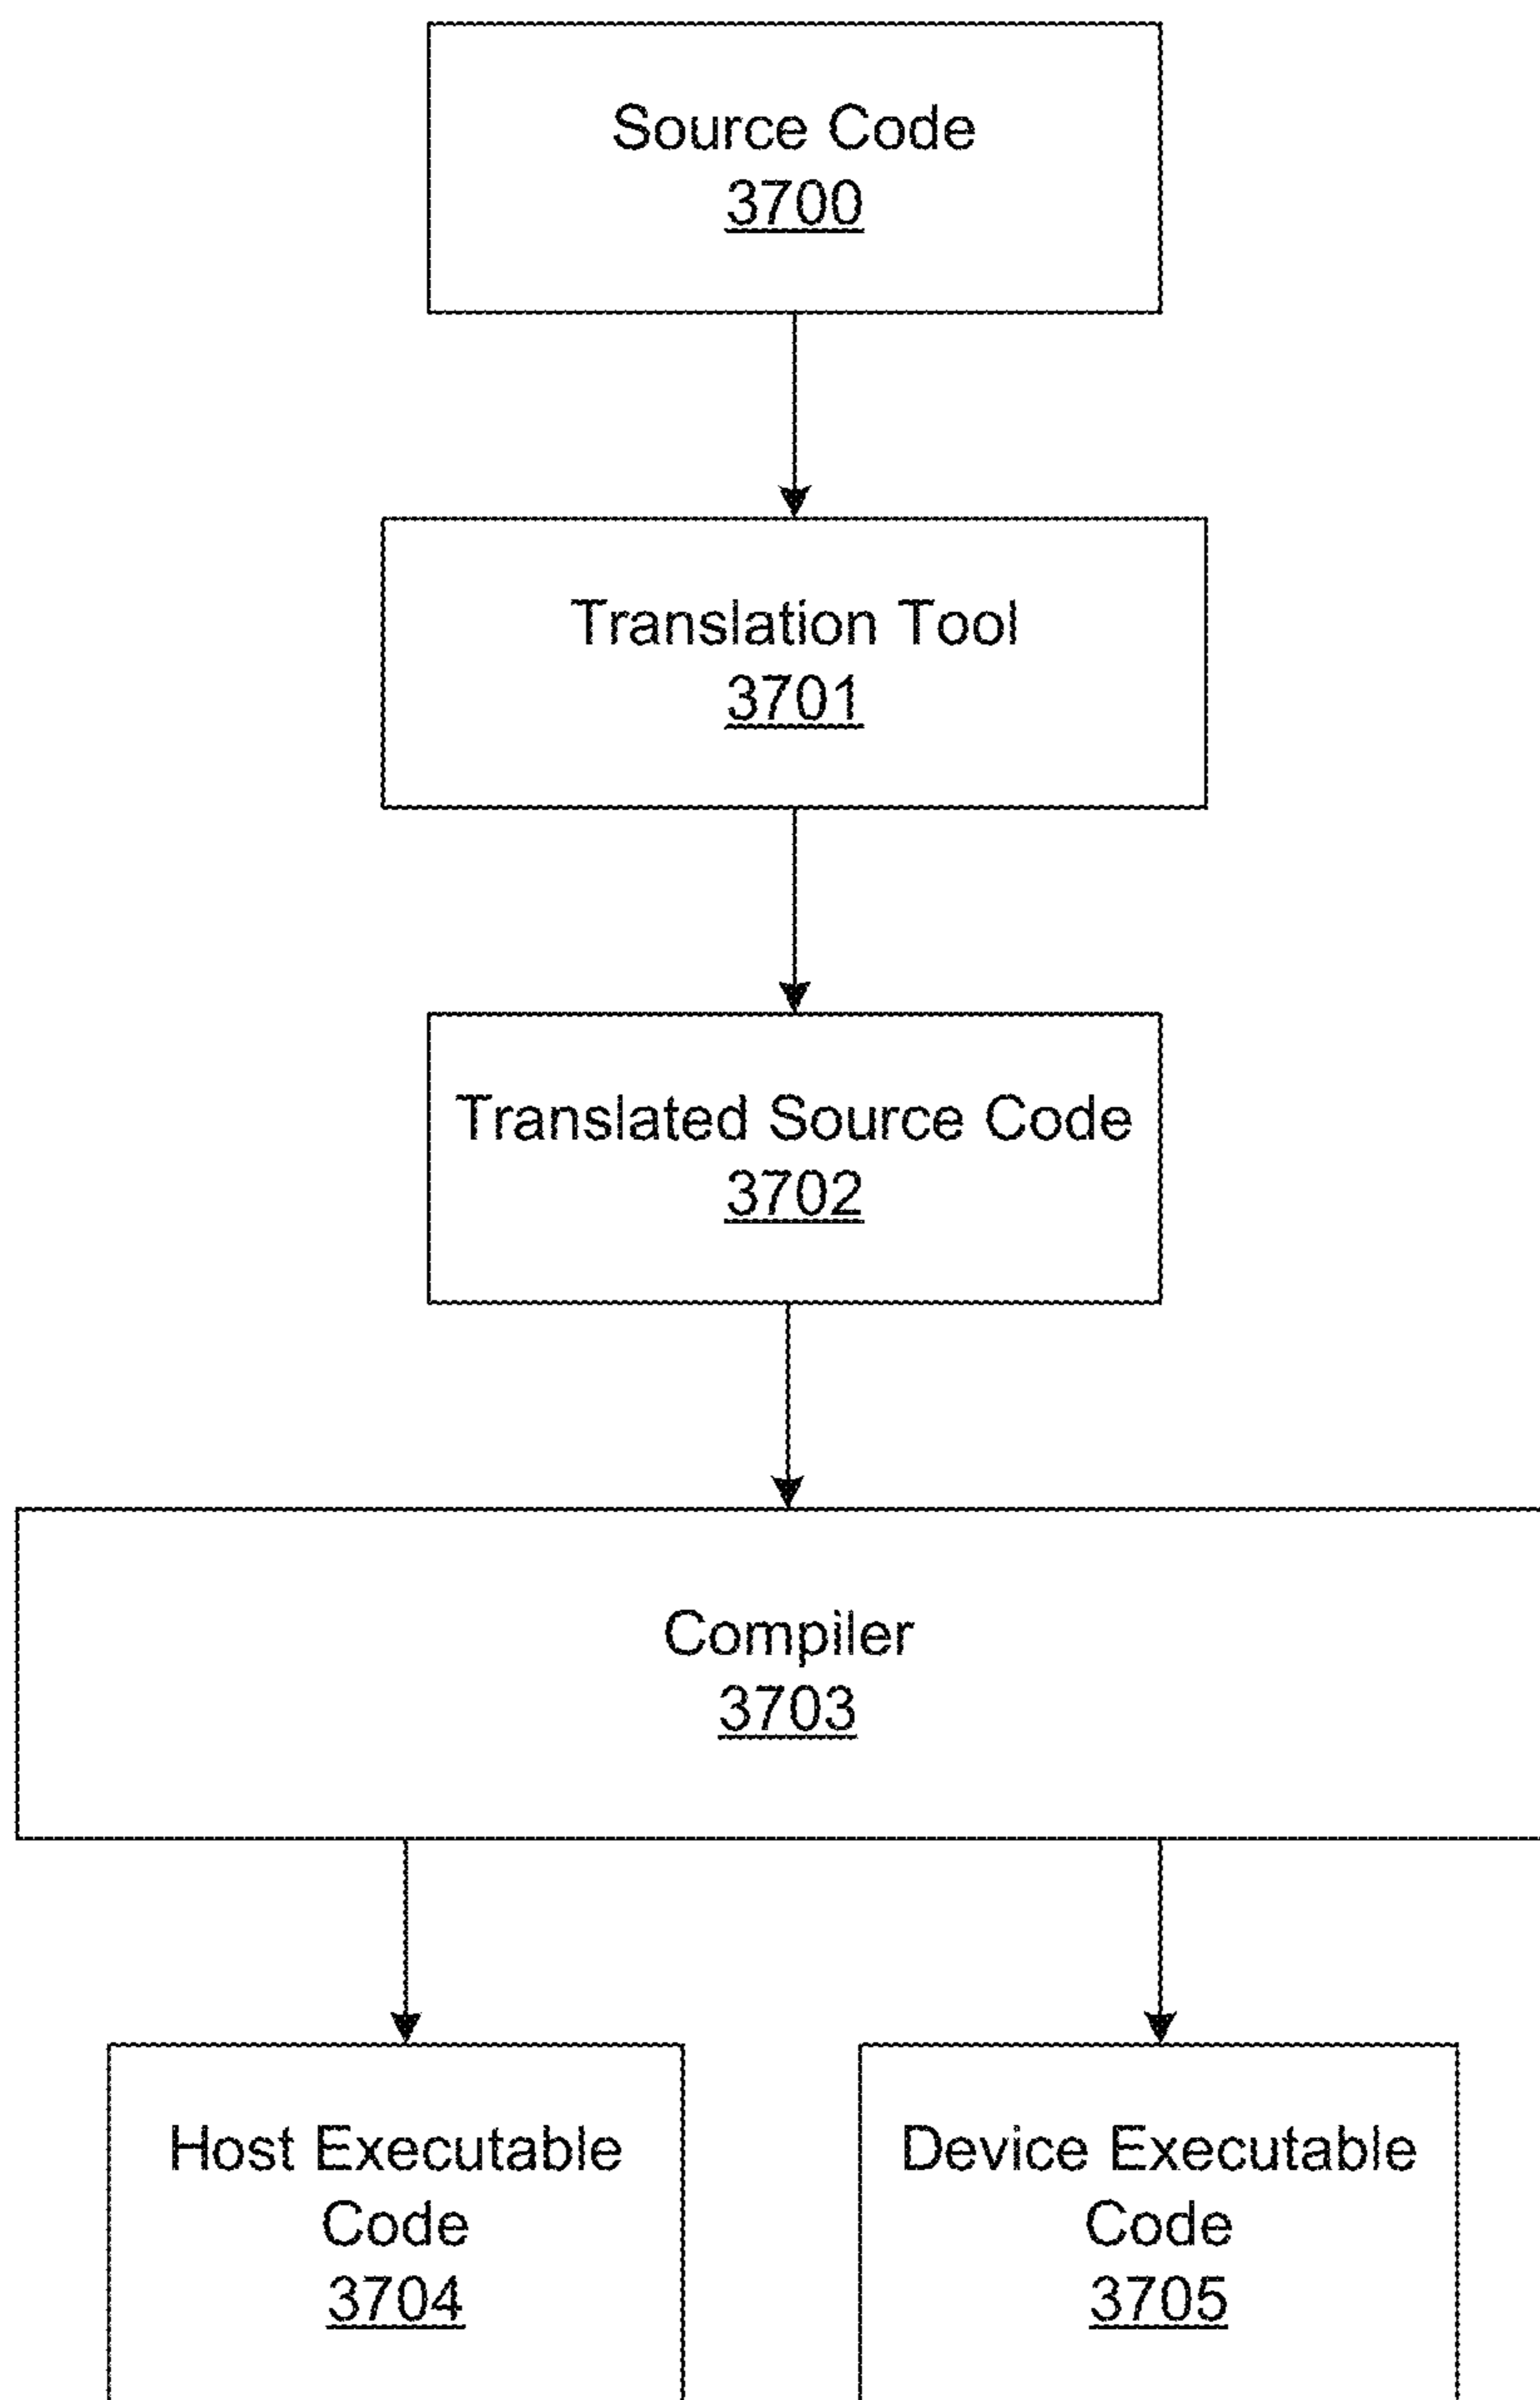 Source Code
3700
Translation Tool
3701
Translated Source Code
3702
Compiler
3703
Host Executable
Code
3704
Device Executable
Code
3705